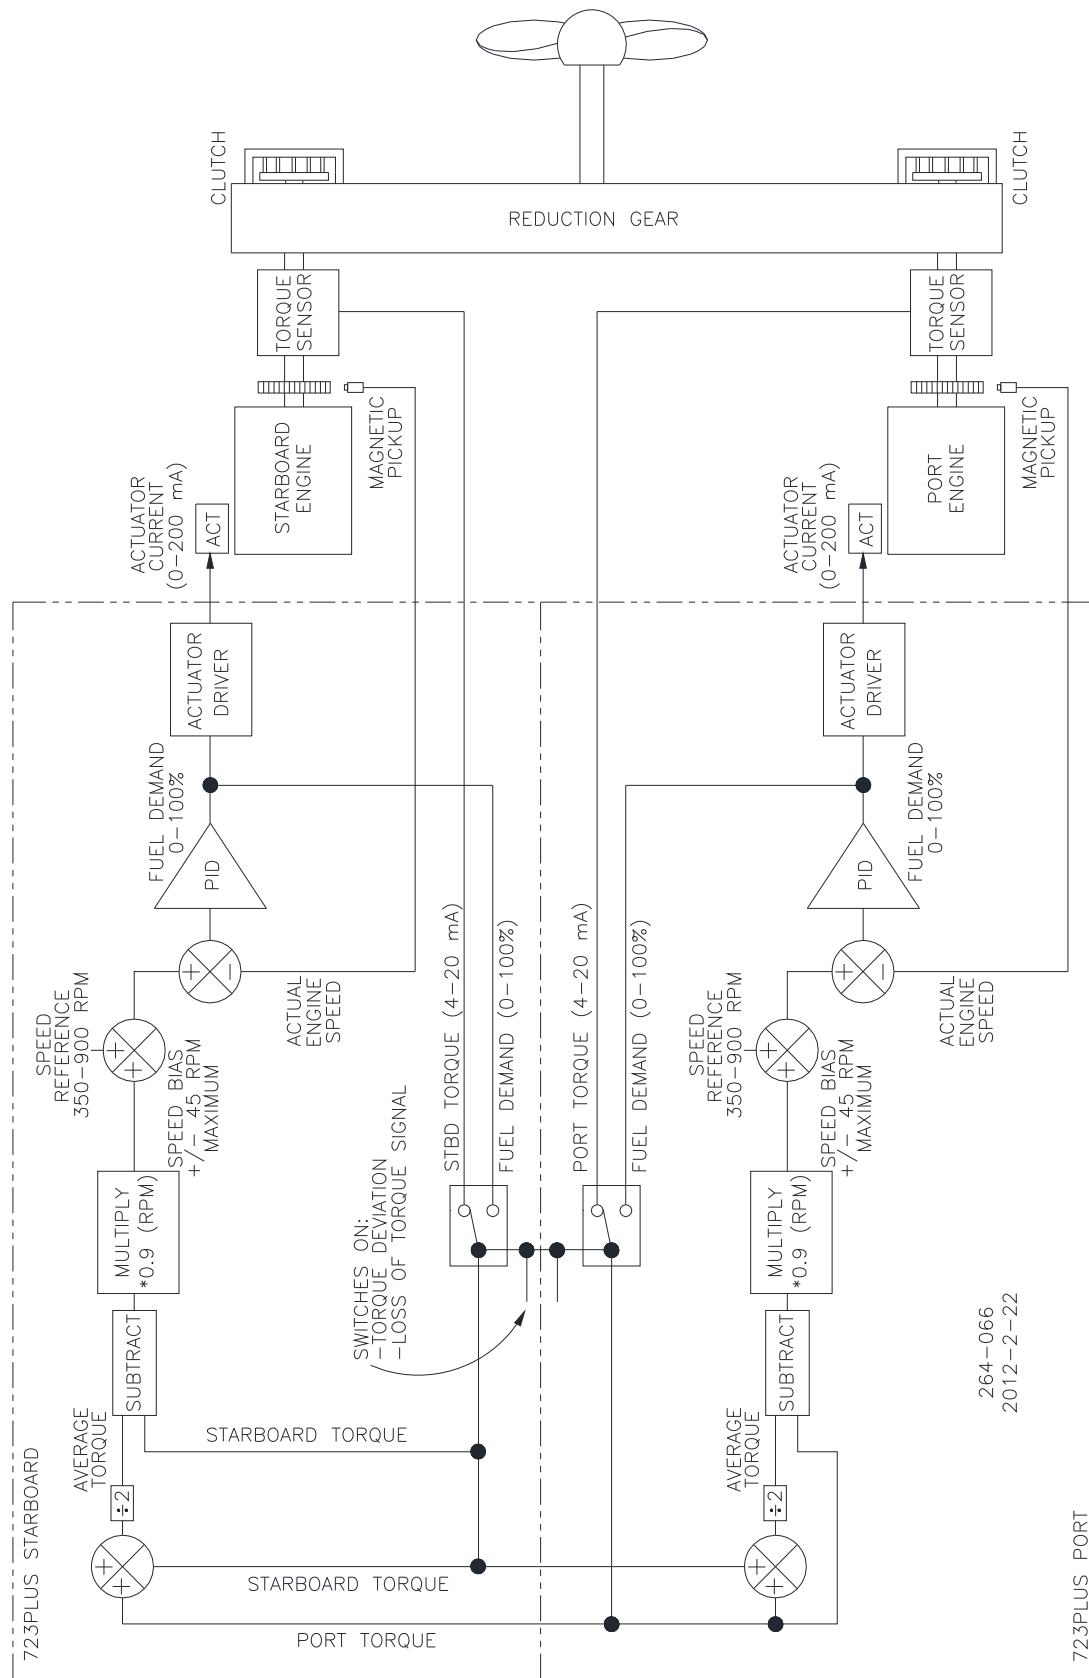 CLUTCH
CLUTCH
REDUCTION GEAR
TORQUE
SENSOR
TORQUE
SENSOR
STARBOARD
ENGINE
MAGNETIC
PICKUP
PORT
ENGINE
MAGNETIC
PICKUP
ACTUATOR
CURRENT
(0-200 mA)
ACT
ACTUATOR
CURRENT
(0-200 mA)
ACT
ACTUATOR
DRIVER
ACTUATOR
DRIVER
FUEL DEMAND
0-100%
PID
FUEL DEMAND
0-100%
PID
+
-
+
-
SPEED
REFERENCE
350-900 RPM
+
+
SPEED BIAS
+/- 45 RPM
MAXIMUM
ACTUAL
ENGINE
SPEED
STBD TORQUE (4-20 mA)
FUEL DEMAND (0-100%)
PORT TORQUE (4-20 mA)
FUEL DEMAND (0-100%)
SPEED
REFERENCE
350-900 RPM
+
+
SPEED BIAS
+/- 45 RPM
MAXIMUM
ACTUAL
ENGINE
SPEED
MULTIPLY
*0.9 (RPM)
SWITCHES ON:
-TORQUE DEVIATION
-LOSS OF TORQUE SIGNAL
MULTIPLY
*0.9 (RPM)
SUBTRACT
SUBTRACT
264-066
2012-2-22
AVERAGE
TORQUE
÷2
STARBOARD TORQUE
AVERAGE
TORQUE
÷2
+
+
STARBOARD TORQUE
+
+
PORT TORQUE
723PLUS STARBOARD
723PLUS PORT